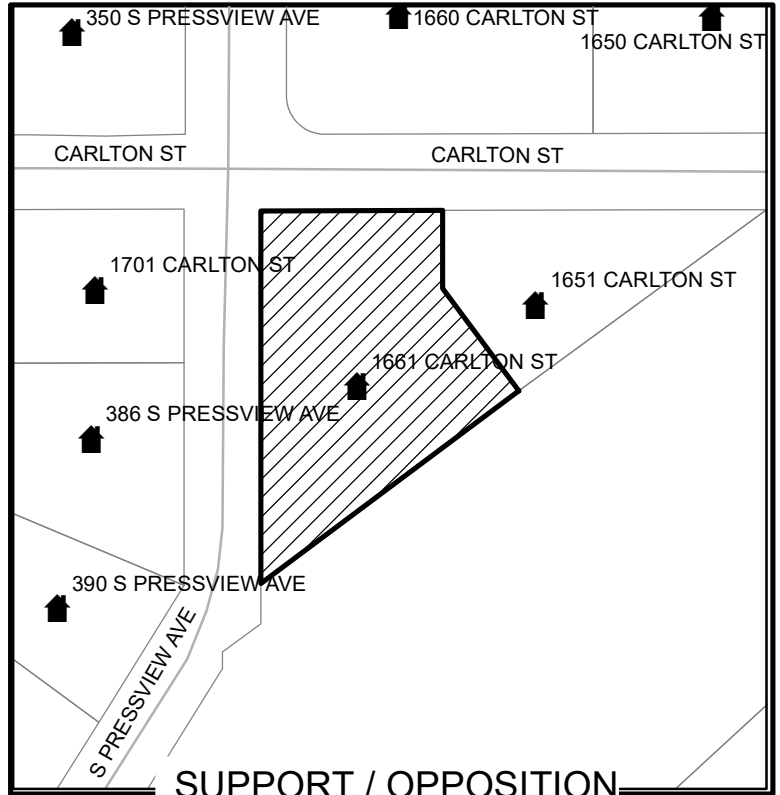 350 S PRESSVIEW AVE
1660 CARLTON ST
1650 CARLTON ST
CARLTON ST
CARLTON ST
1701 CARLTON ST
1651 CARLTON ST
1661 CARLTON ST
386 S PRESSVIEW AVE
390 S PRESSVIEW AVE
S PRESSVIEW AVE
SUPPORT / OPPOSITION